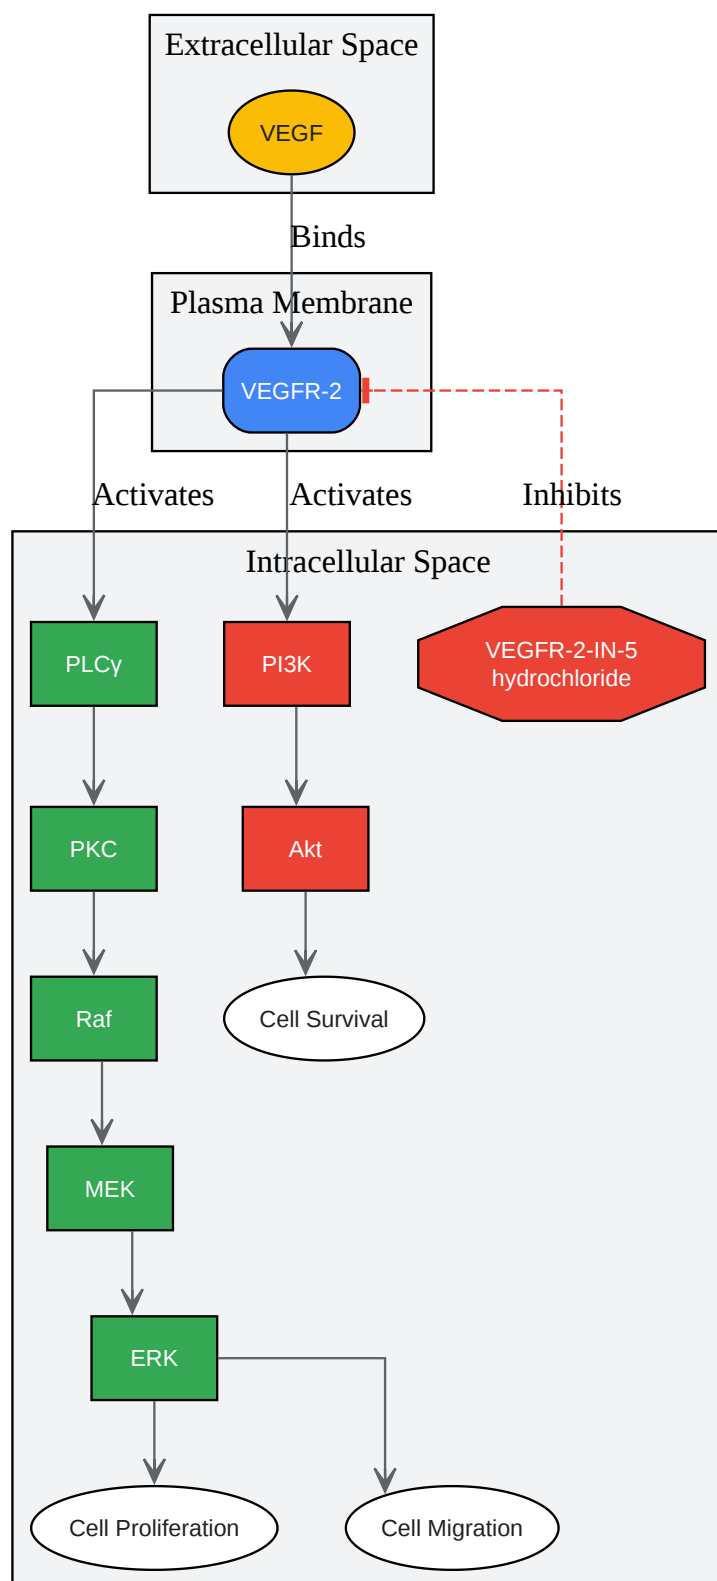 Extracellular Space
VEGF
Binds
Plasma Membrane
VEGFR-2
Activates
Activates
Inhibits
Intracellular Space
PLCγ
PI3K
VEGFR-2-IN-5
hydrochloride
PKC
Akt
Raf
Cell Survival
MEK
ERK
Cell Proliferation
Cell Migration